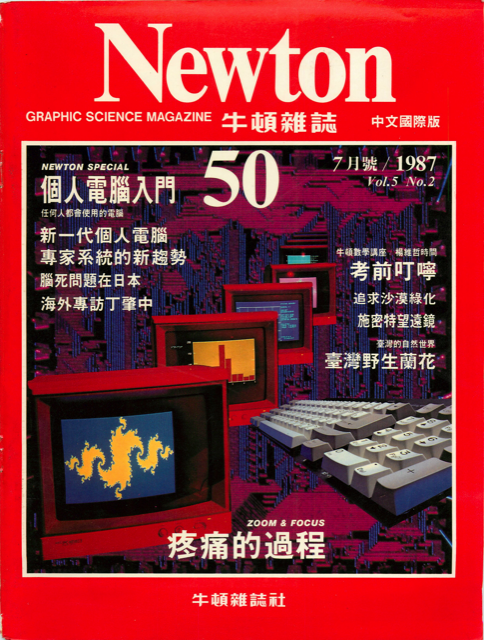 Newton
GRAPHIC SCIENCE MAGAZINE 牛頓雜誌 中文國際版
NEWTON SPECIAL
個人電腦入門
任何人都會使用的電腦
新一代個人電腦
專家系統的新趨勢
腦死問題在日本
海外專訪丁肇中
50
7月號/1987
Vol.5 No.2
牛頓數學講座:楊維哲時間
考前叮嚀
追求沙漠綠化
施密特望遠鏡
臺灣的自然世界
臺灣野生蘭花
ZOOM & FOCUS
疼痛的過程
牛頓雜誌社